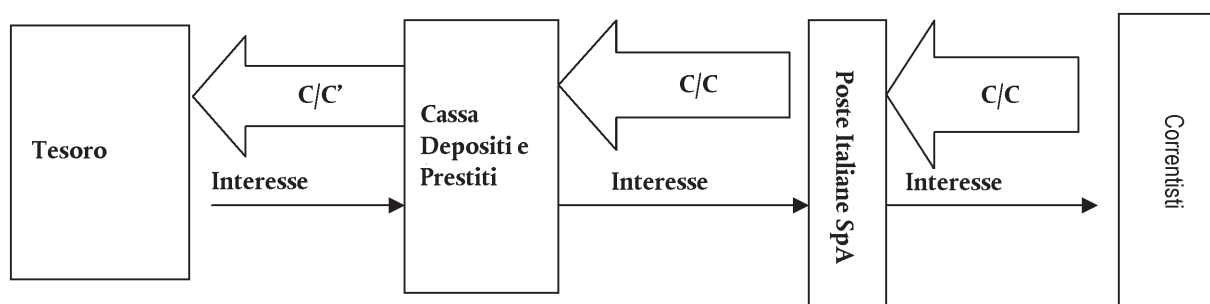 Tesoro
C/C’
Interesse
Cassa
Depositi e
Prestiti
C/C
Interesse
Poste Italiane SpA
C/C
Interesse
Correntisti